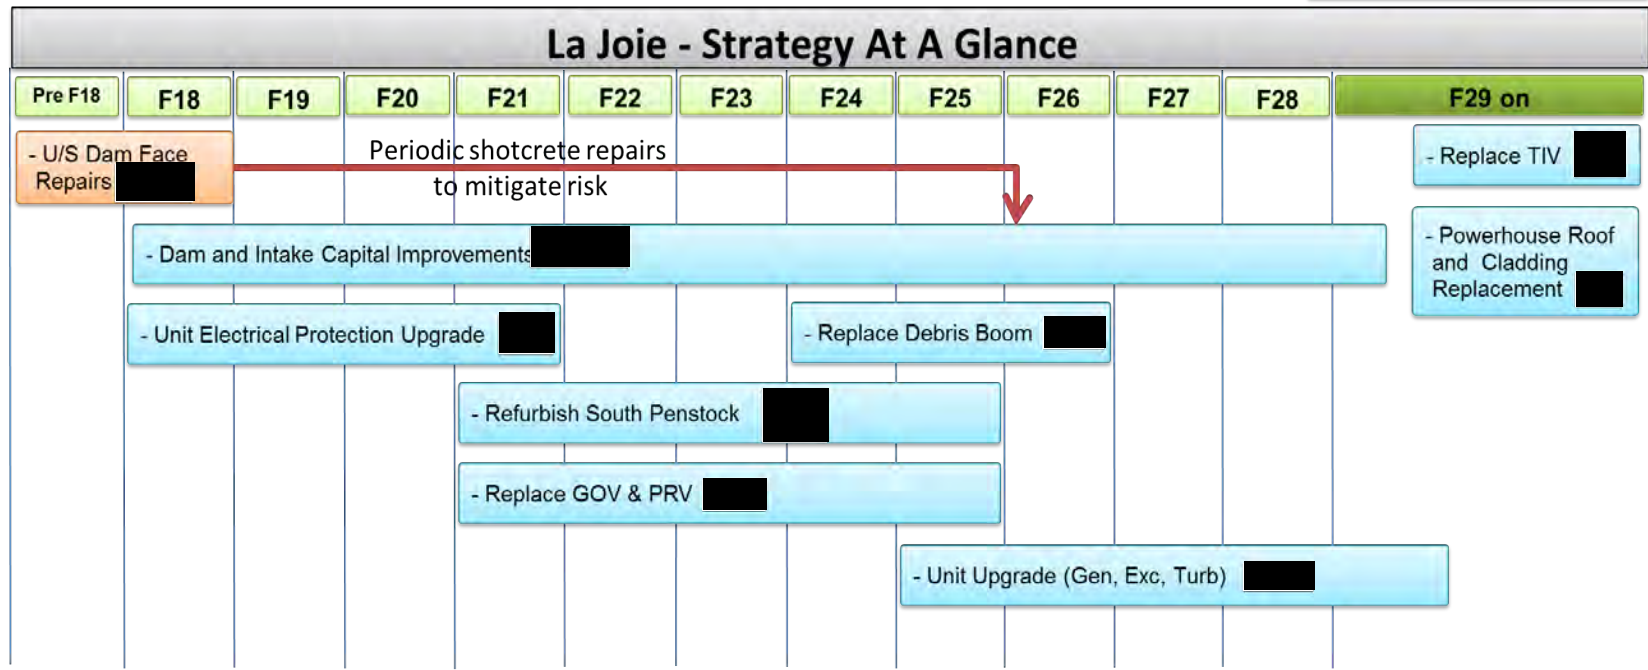 La Joie - Strategy At A Glance
Pre F18
F18
F19
F20
F21
F22
F23
F24
F25
F26
F27
F28
F29 on
- U/S Dam Face
Repairs
Periodic shotcrete repairs
to mitigate risk
- Replace TIV
- Dam and Intake Capital Improvements
- Powerhouse Roof
and Cladding
Replacement
- Unit Electrical Protection Upgrade
- Replace Debris Boom
- Refurbish South Penstock
- Replace GOV & PRV
- Unit Upgrade (Gen, Exc, Turb)